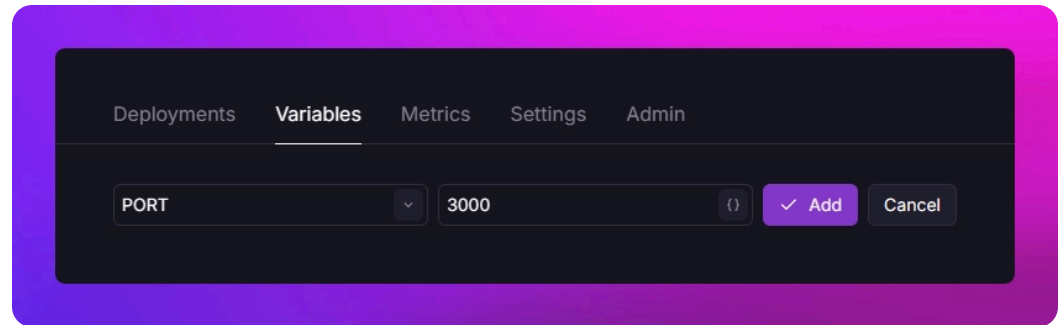 Deployments Variables Metrics Settings Admin
PORT 3000 {} Add Cancel